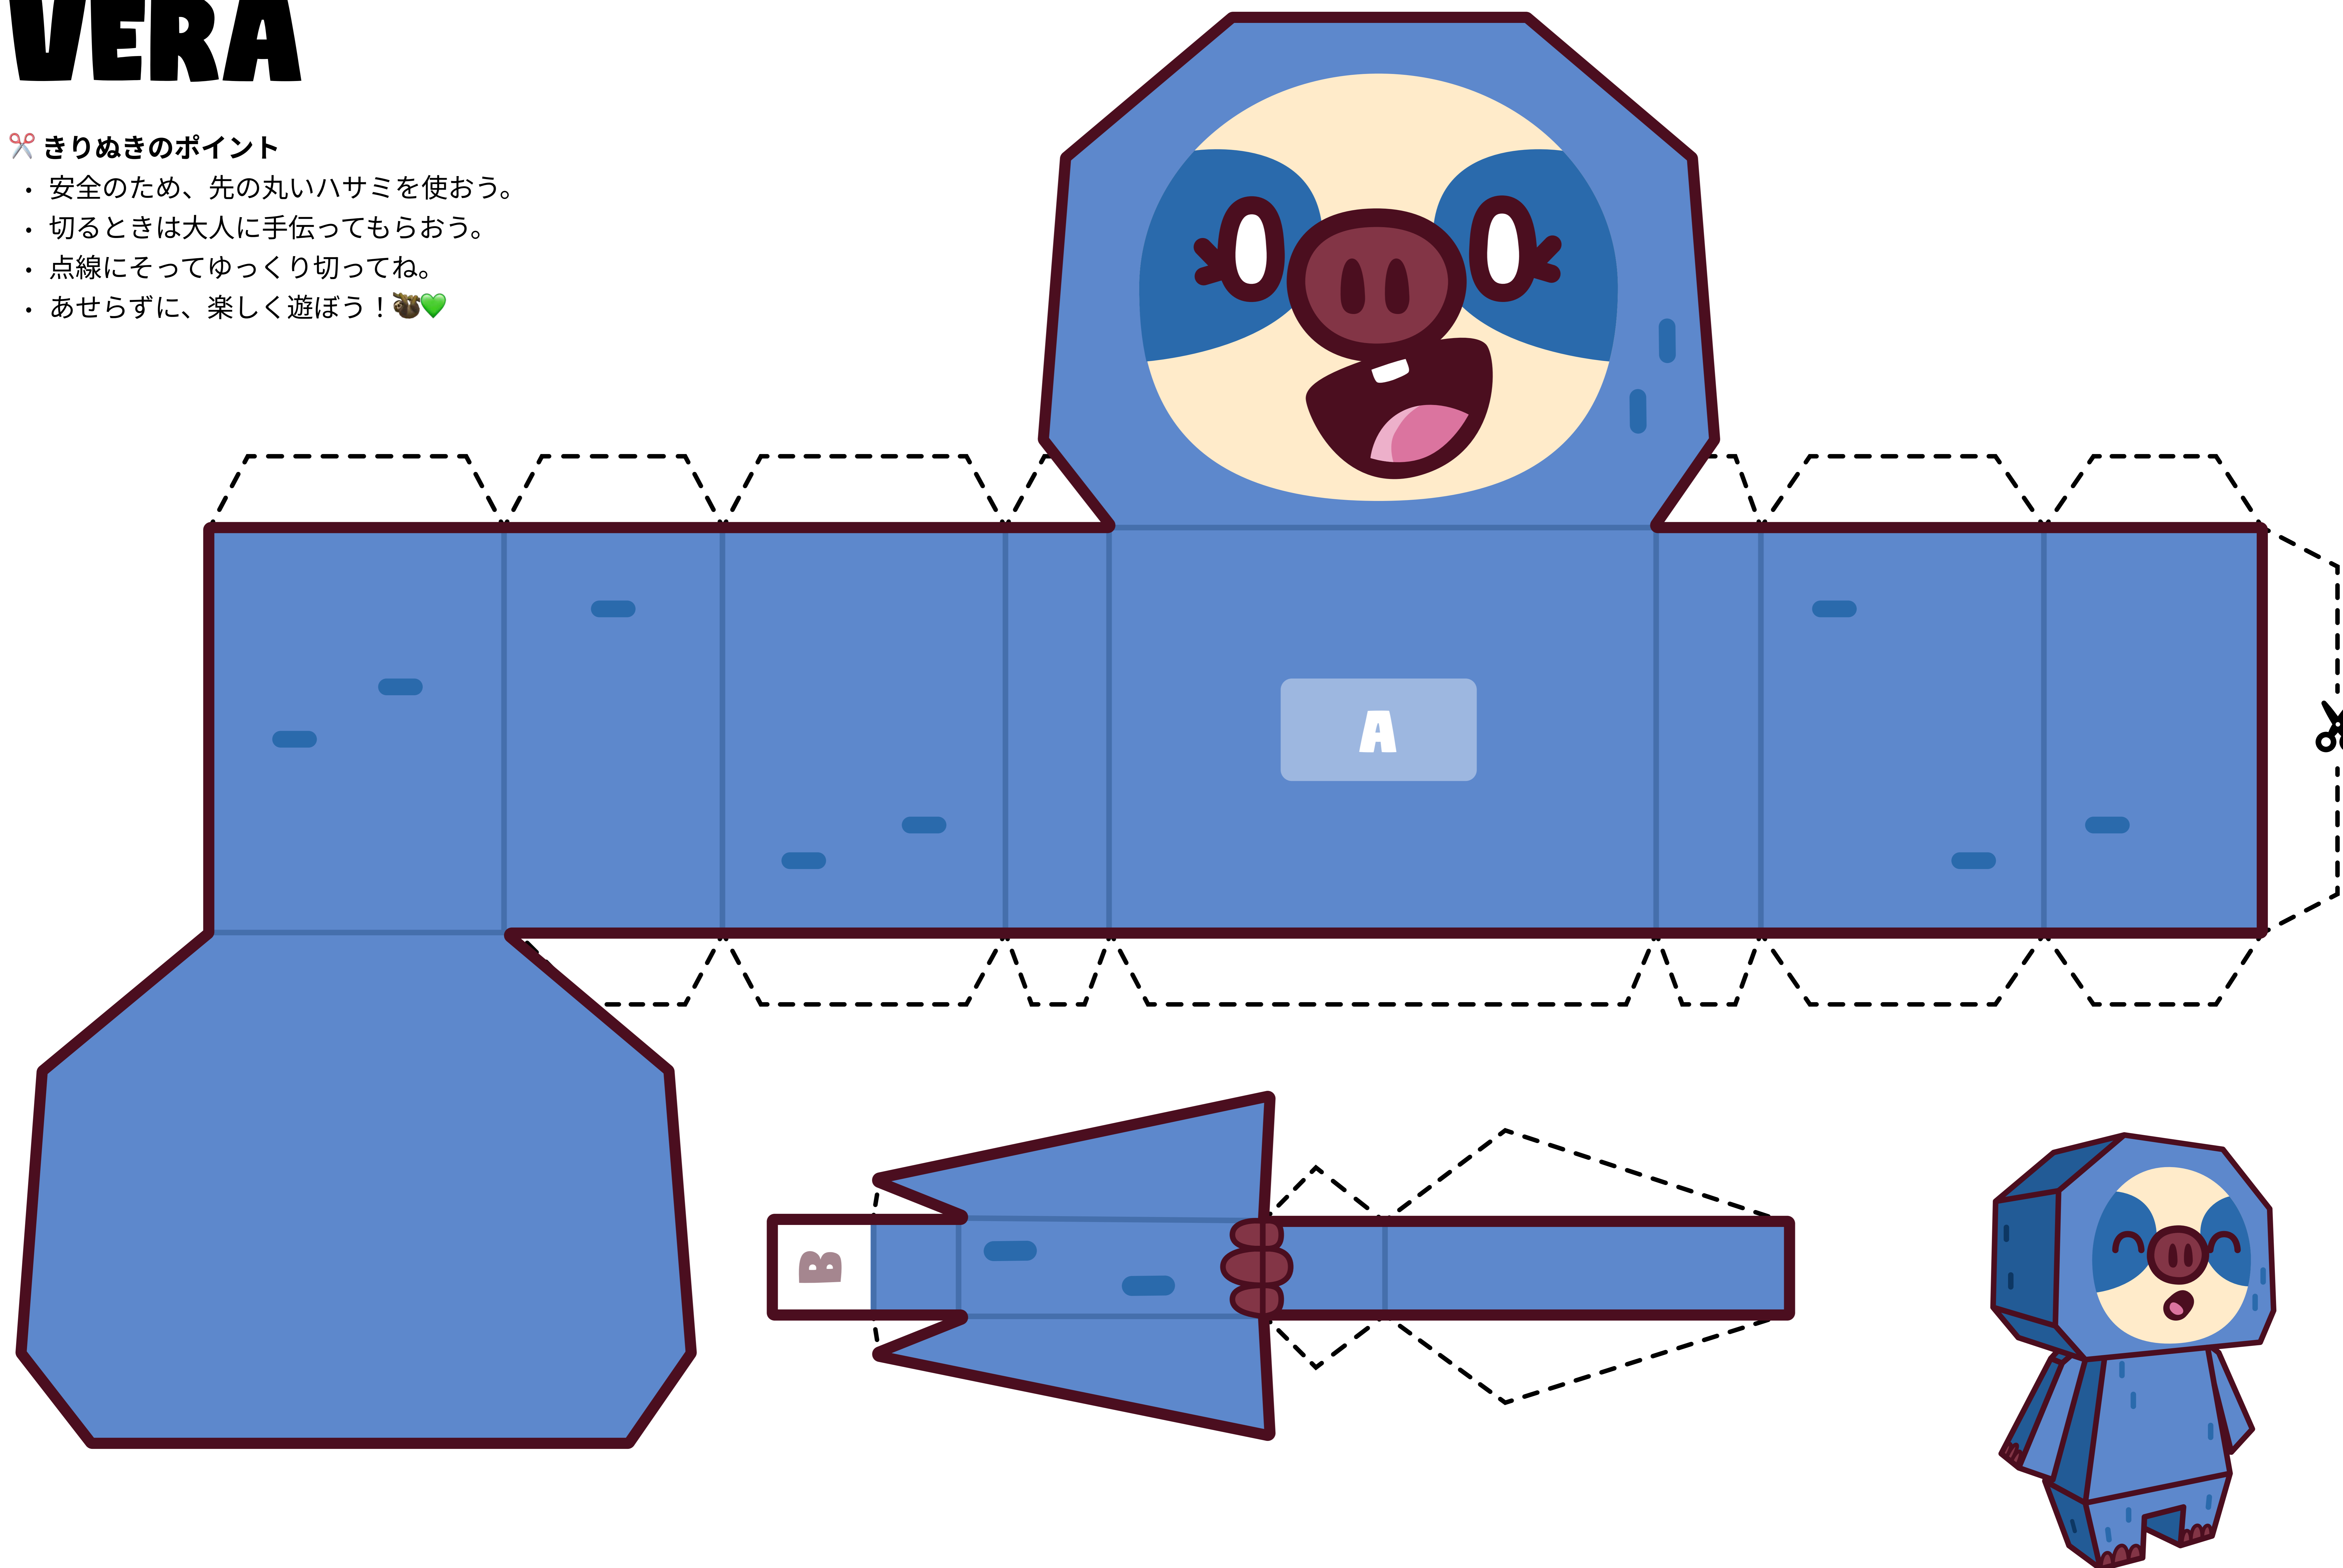 VERA
✂️ きりぬきのポイント
・ 安全のため、先の丸いハサミを使おう。
・ 切るときは大人に手伝ってもらおう。
・ 点線にそってゆっくり切ってね。
・ あせらずに、楽しく遊ぼう！🦥💚
A
B